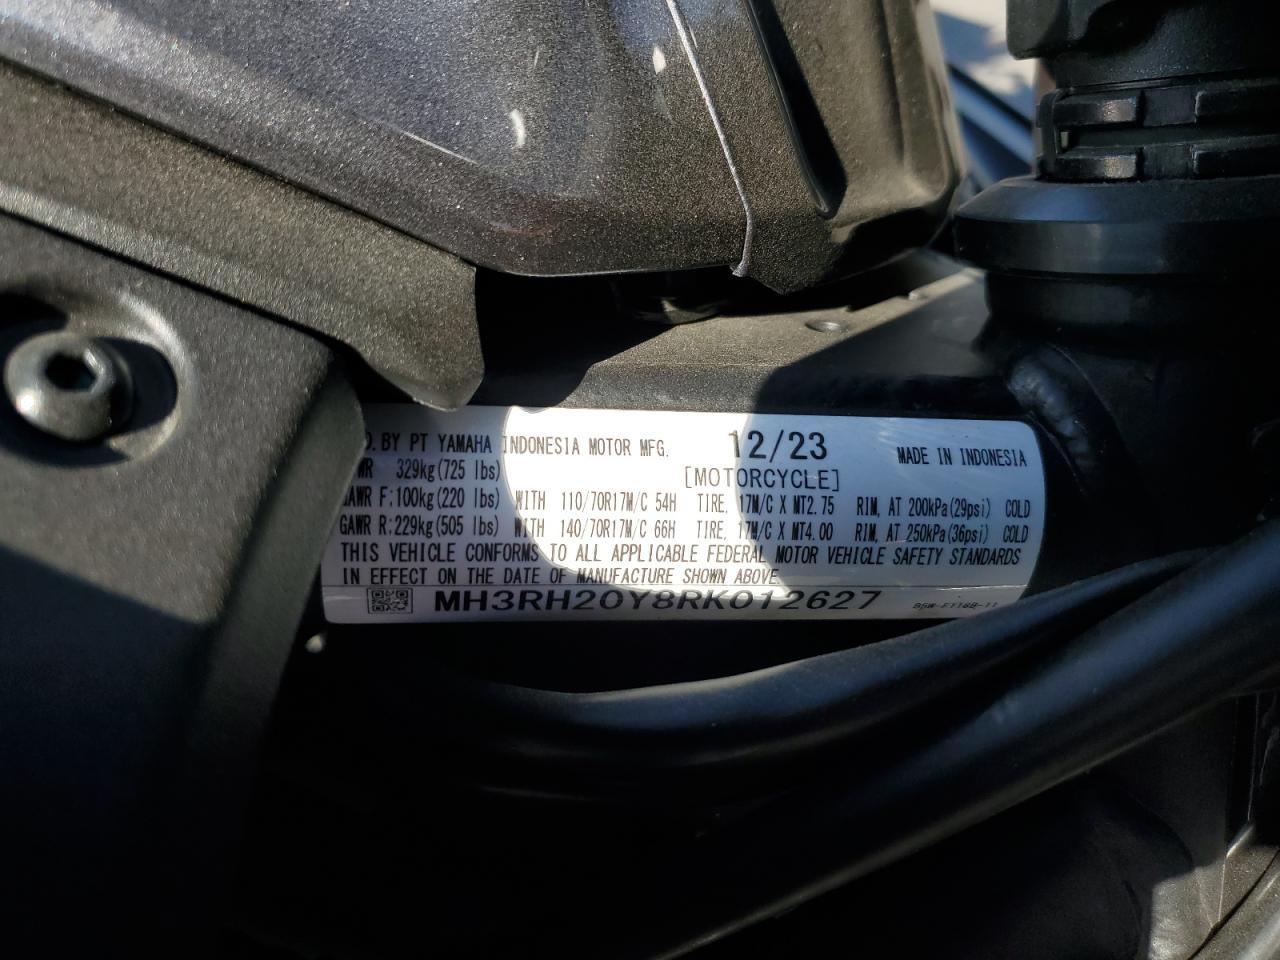 D. BY PT YAMAHA INDONESIA MOTOR MFG. 12/23 MADE IN INDONESIA
329kg(725 lbs) [MOTORCYCLE]
GAWR F:100kg(220 lbs) WITH 110/70R17M/C 54H TIRE, 17M/C X MT2.75 RIM, AT 200kPa(29psi) COLD
GAWR R:229kg(505 lbs) WITH 140/70R17M/C 66H TIRE, 17M/C X MT4.00 RIM, AT 250kPa(36psi) COLD
THIS VEHICLE CONFORMS TO ALL APPLICABLE FEDERAL MOTOR VEHICLE SAFETY STANDARDS
IN EFFECT ON THE DATE OF MANUFACTURE SHOWN ABOVE
MH3RH20Y8RK012627